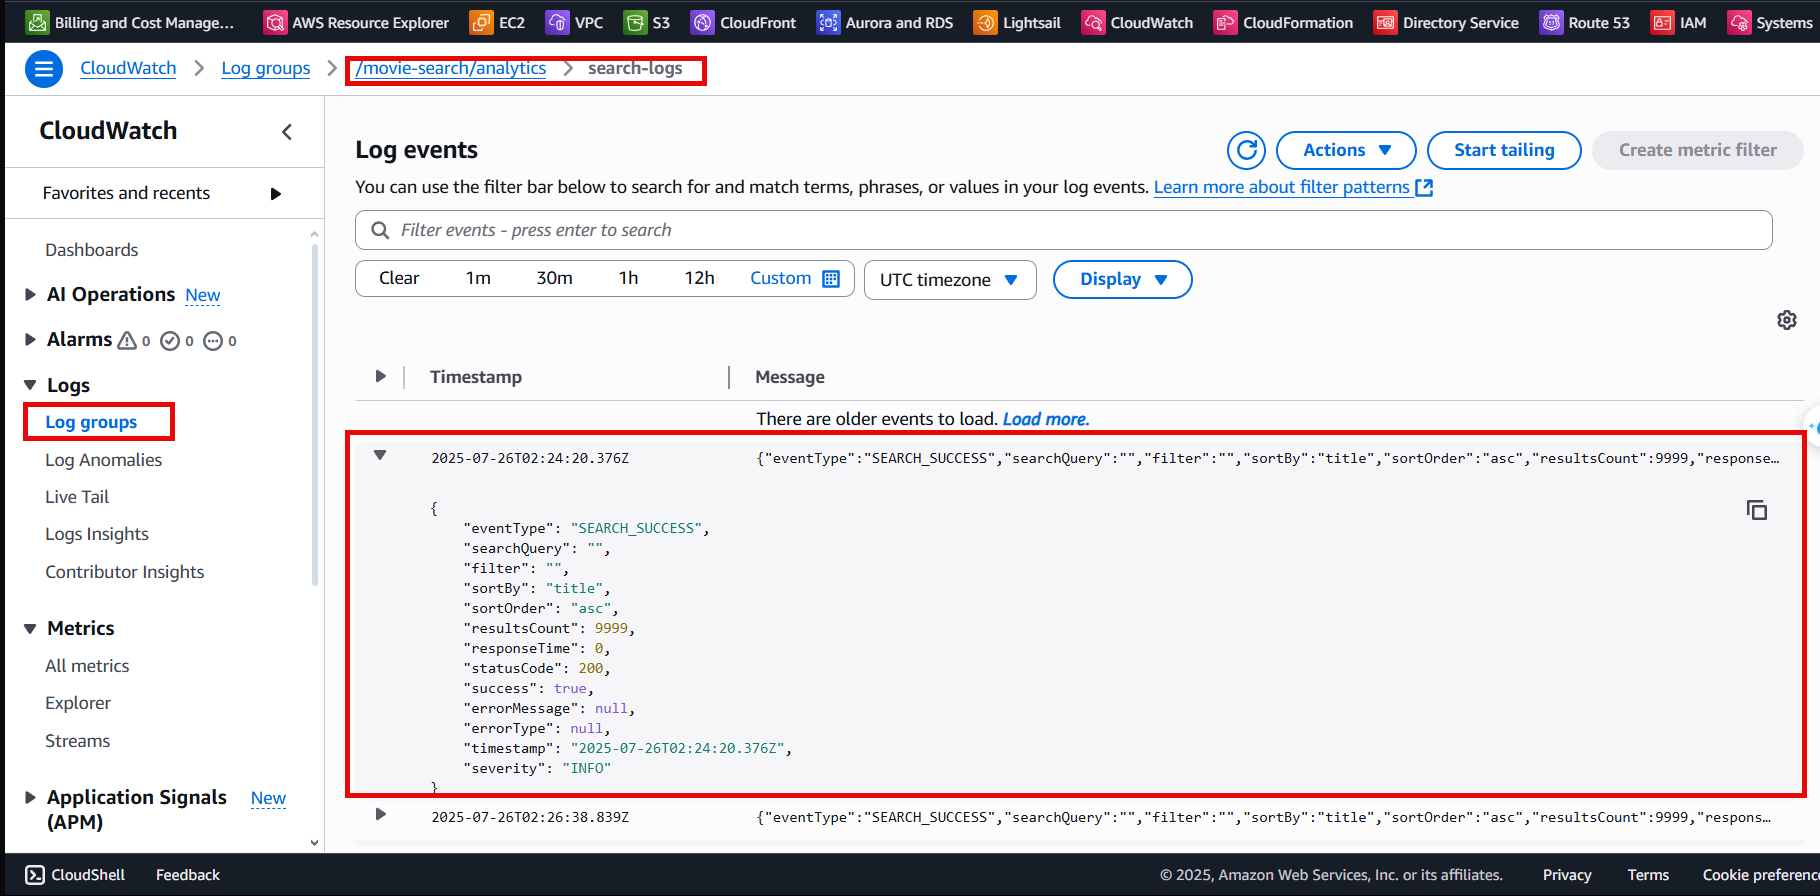 Billing and Cost Manage... AWS Resource Explorer EC2 VPC S3 CloudFront Aurora and RDS Lightsail CloudWatch CloudFormation Directory Service Route 53 IAM Systems
CloudWatch Log groups /movie-search/analytics search-logs
CloudWatch
Favorites and recents
Dashboards
AI Operations New
Alarms 0 0 0
Logs
Log groups
Log Anomalies
Live Tail
Logs Insights
Contributor Insights
Metrics
All metrics
Explorer
Streams
Application Signals New
(APM)
Log events
Actions Start tailing Create metric filter
You can use the filter bar below to search for and match terms, phrases, or values in your log events. Learn more about filter patterns
Filter events - press enter to search
Clear 1m 30m 1h 12h Custom UTC timezone Display
Timestamp Message
There are older events to load. Load more.
2025-07-26T02:24:20.376Z {"eventType":"SEARCH_SUCCESS","searchQuery":"","filter":"","sortBy":"title","sortOrder":"asc","resultsCount":9999,"response…
{
"eventType": "SEARCH_SUCCESS",
"searchQuery": "",
"filter": "",
"sortBy": "title",
"sortOrder": "asc",
"resultsCount": 9999,
"responseTime": 0,
"statusCode": 200,
"success": true,
"errorMessage": null,
"errorType": null,
"timestamp": "2025-07-26T02:24:20.376Z",
"severity": "INFO"
}
2025-07-26T02:26:38.839Z {"eventType":"SEARCH_SUCCESS","searchQuery":"","filter":"","sortBy":"title","sortOrder":"asc","resultsCount":9999,"respons…
CloudShell Feedback © 2025, Amazon Web Services, Inc. or its affiliates. Privacy Terms Cookie preferenc